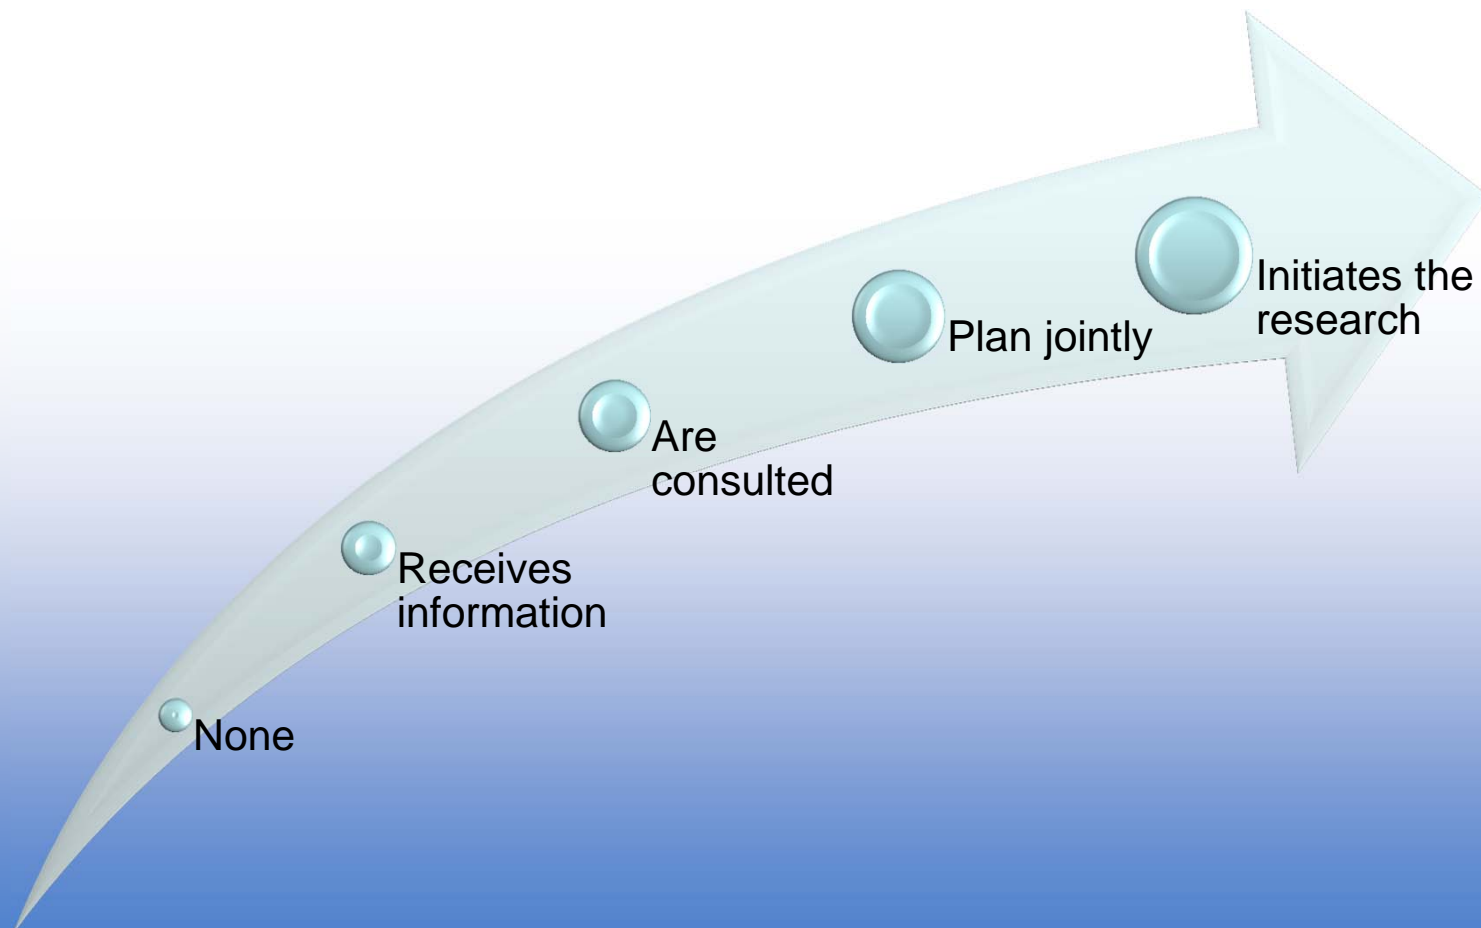 None
Receives
information
Are
consulted
Plan jointly
Initiates the
research